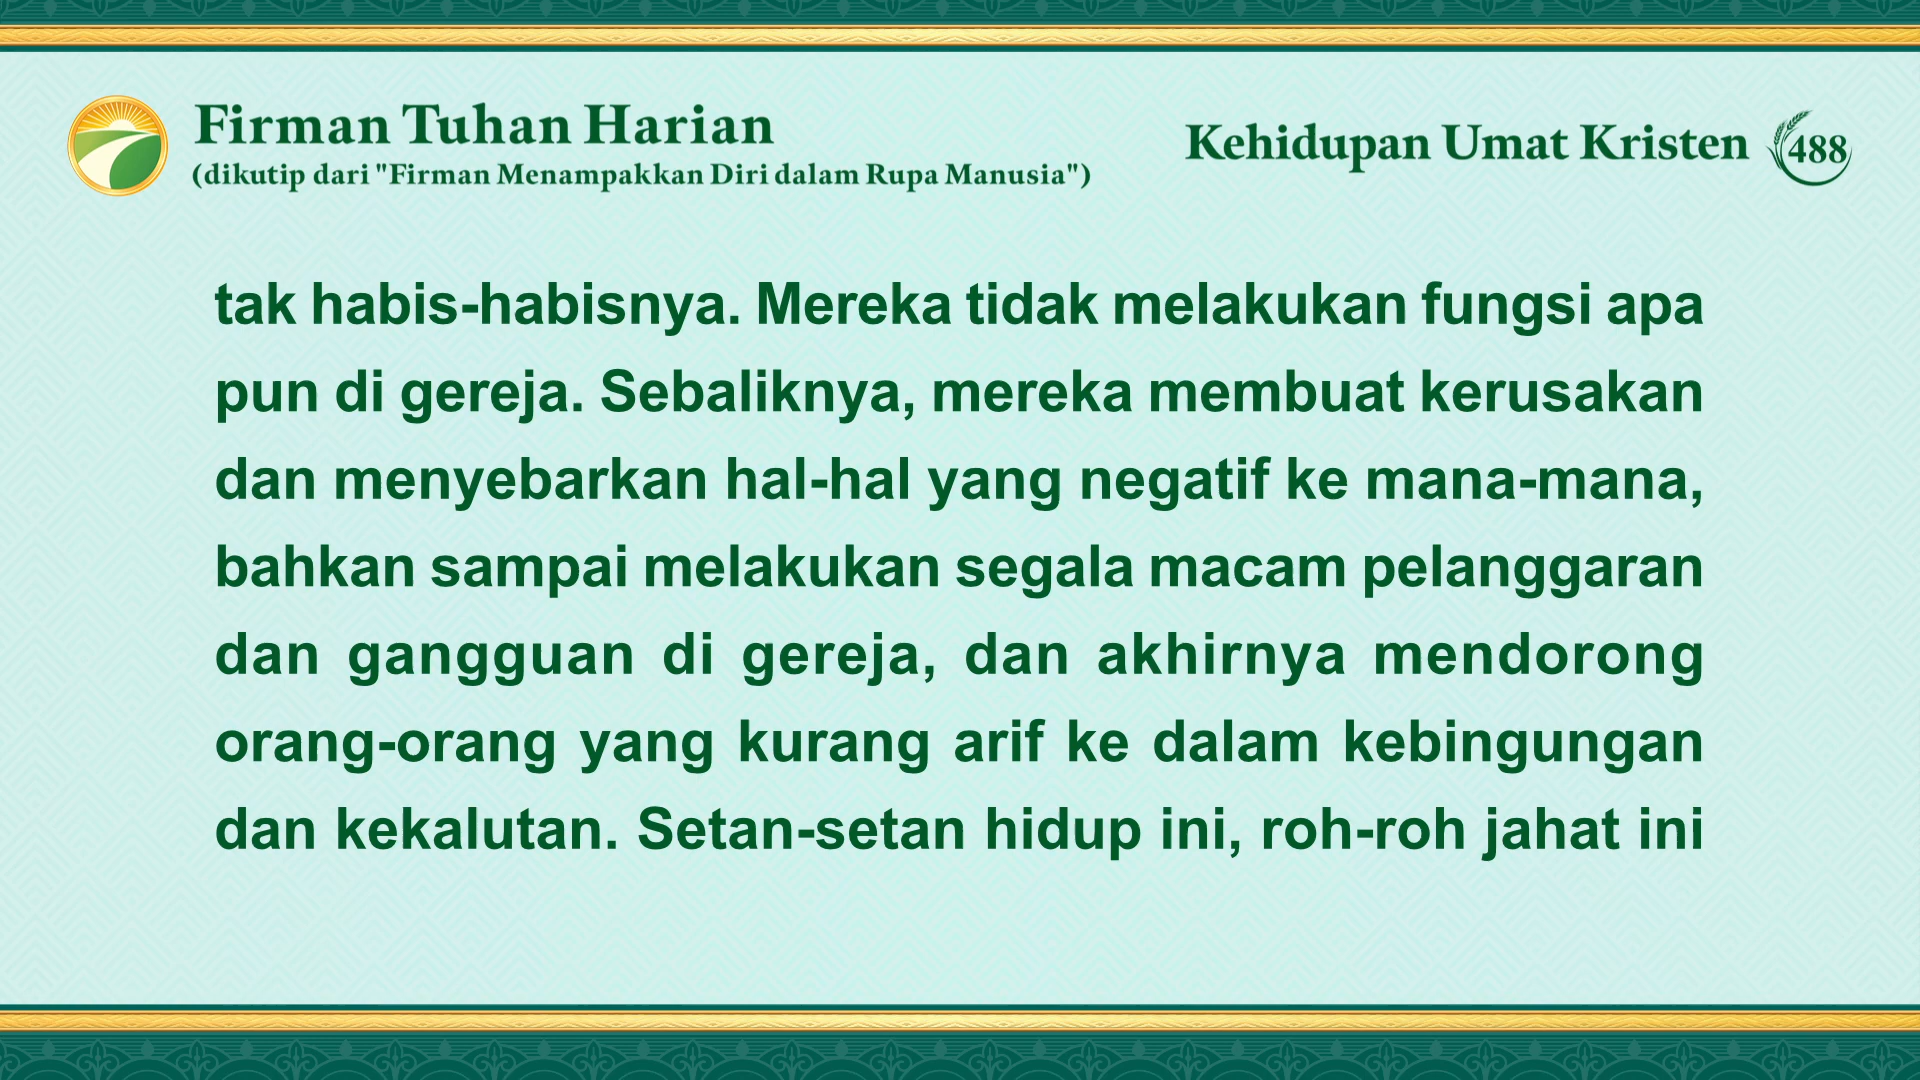 Firman Tuhan Harian
(dikutip dari "Firman Menampakkan Diri dalam Rupa Manusia")
Kehidupan Umat Kristen 488
tak habis-habisnya. Mereka tidak melakukan fungsi apa
pun di gereja. Sebaliknya, mereka membuat kerusakan
dan menyebarkan hal-hal yang negatif ke mana-mana,
bahkan sampai melakukan segala macam pelanggaran
dan gangguan di gereja, dan akhirnya mendorong
orang-orang yang kurang arif ke dalam kebingungan
dan kekalutan. Setan-setan hidup ini, roh-roh jahat ini